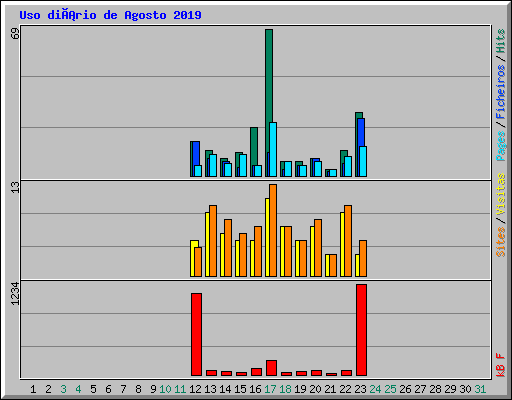 Uso diÃ¡rio de Agosto 2019
69
13
1234
Pages / Ficheiros / Hits
Sites / Visitas
kB F
1 2 3 4 5 6 7 8 9 10 11 12 13 14 15 16 17 18 19 20 21 22 23 24 25 26 27 28 29 30 31